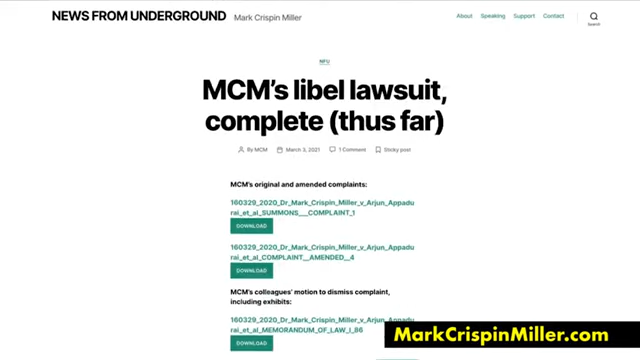 NEWS FROM UNDERGROUND Mark Crispin Miller About Speaking Support Contact
Search
NFU
MCM's libel lawsuit,
complete (thus far)
By MCM March 3, 2021 1 Comment Sticky post
MCM's original and amended complaints:
160329_2020_Dr_Mark_Crispin_Miller_v_Arjun_Appadu
rai_et_al_SUMMONS___COMPLAINT_1
DOWNLOAD
160329_2020_Dr_Mark_Crispin_Miller_v_Arjun_Appadu
rai_et_al_COMPLAINT__AMENDED__4
DOWNLOAD
MCM's colleagues' motion to dismiss complaint,
including exhibits:
160329_2020_Dr_Mark_Crispin_Miller_v_Arjun_Appadu
rai_et_al_MEMORANDUM_OF_LAW_I_86
DOWNLOAD
MarkCrispinMiller.com